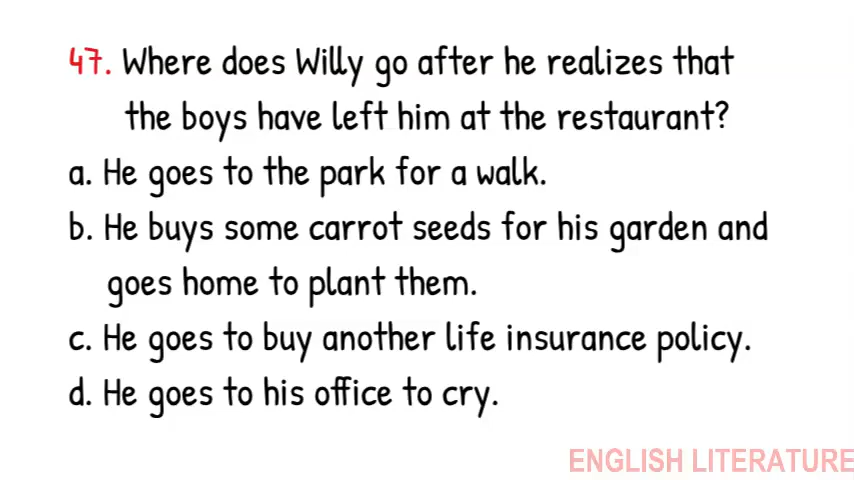 47. Where does Willy go after he realizes that
the boys have left him at the restaurant?
a. He goes to the park for a walk.
b. He buys some carrot seeds for his garden and
goes home to plant them.
c. He goes to buy another life insurance policy.
d. He goes to his office to cry.
ENGLISH LITERATURE